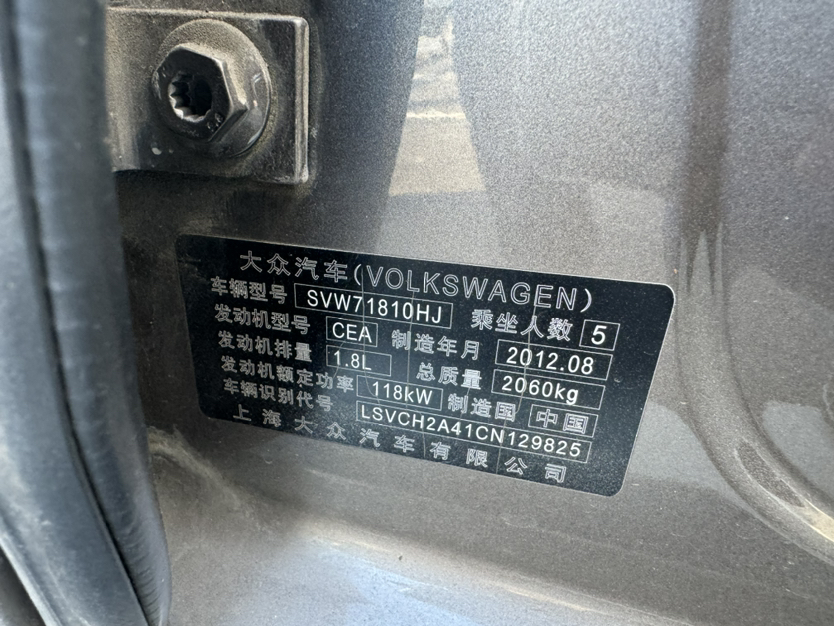 大众汽车(VOLKSWAGEN)
车辆型号 SVW71810HJ 乘坐人数 5
发动机型号 CEA 制造年月 2012.08
发动机排量 1.8L 总质量 2060kg
发动机额定功率 118kW 制造国 中国
车辆识别代号 LSVCH2A41CN129825
上海大众汽车有限公司